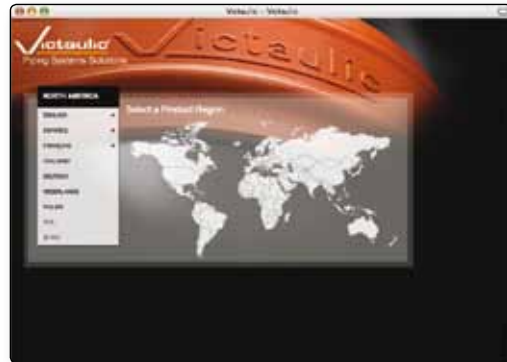 Victaulic - Victaulic
Victaulic
Piping Systems Solutions
Victaulic
NORTH AMERICA
Select a Product Region
ENGLISH
ESPAÑOL
FRANÇAIS
ITALIANO
DEUTSCH
NEDERLANDS
POLSKI